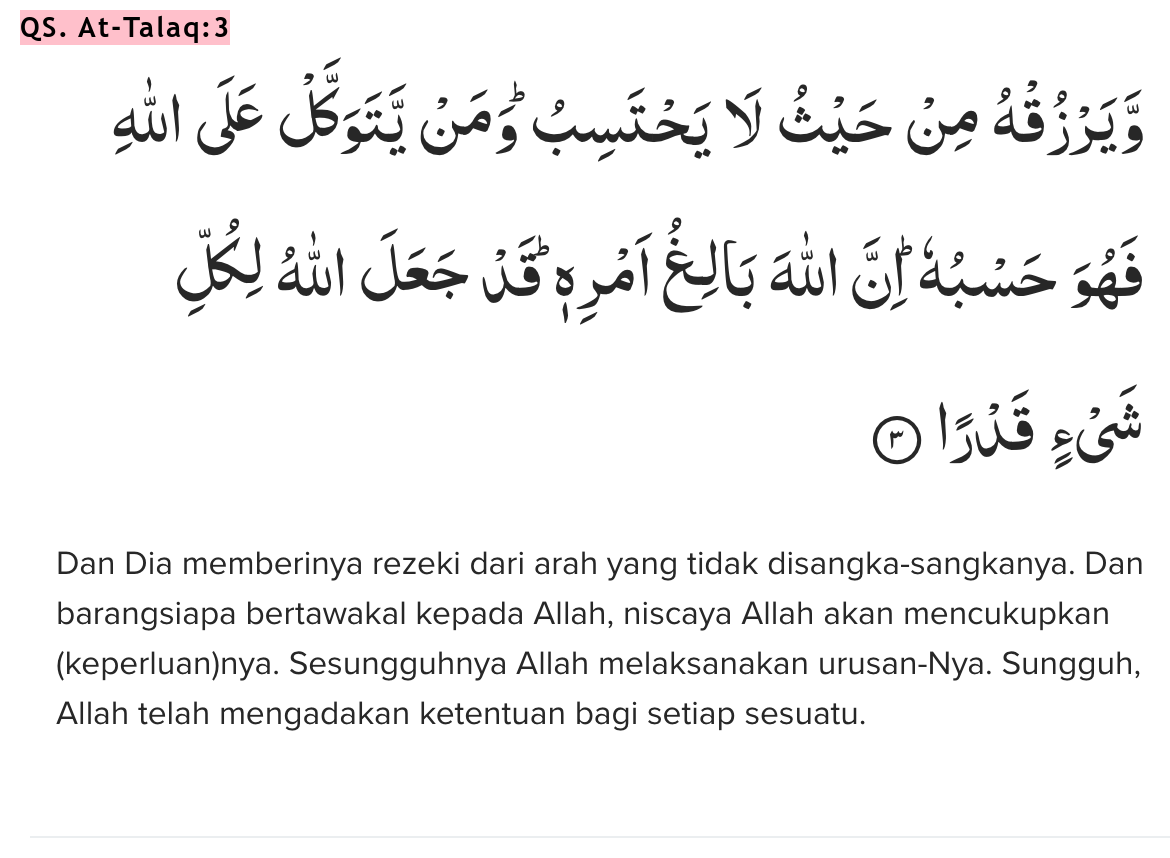 QS. At-Talaq:3
وَّيَرْزُقْهُ مِنْ حَيْثُ لَا يَحْتَسِبُ ۗوَمَنْ يَّتَوَكَّلْ عَلَى اللّٰهِ
فَهُوَ حَسْبُهٗ ۗاِنَّ اللّٰهَ بَالِغُ اَمْرِهٖۗ قَدْ جَعَلَ اللّٰهُ لِكُلِّ
شَيْءٍ قَدْرًا ٣
Dan Dia memberinya rezeki dari arah yang tidak disangka-sangkanya. Dan
barangsiapa bertawakal kepada Allah, niscaya Allah akan mencukupkan
(keperluan)nya. Sesungguhnya Allah melaksanakan urusan-Nya. Sungguh,
Allah telah mengadakan ketentuan bagi setiap sesuatu.